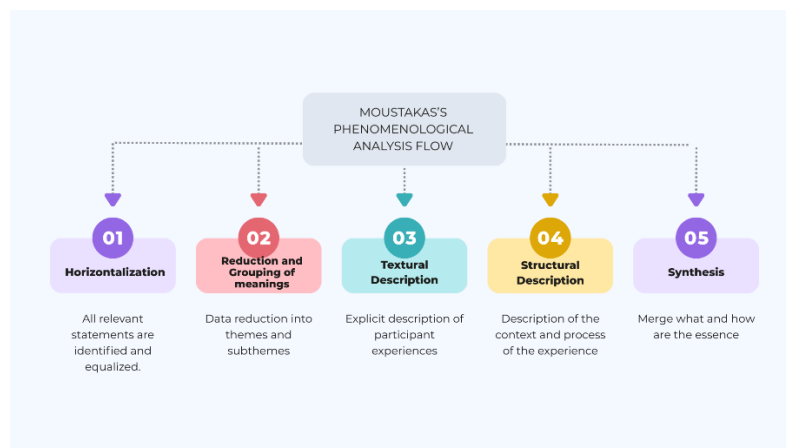 MOUSTAKAS'S
PHENOMENOLOGICAL
ANALYSIS FLOW
01
Horizontalization
All relevant
statements are
identified and
equalized.
02
Reduction and
Grouping of
meanings
Data reduction into
themes and
subthemes
03
Textural
Description
Explicit description of
participant
experiences
04
Structural
Description
Description of the
context and process
of the experience
05
Synthesis
Merge what and how
are the essence